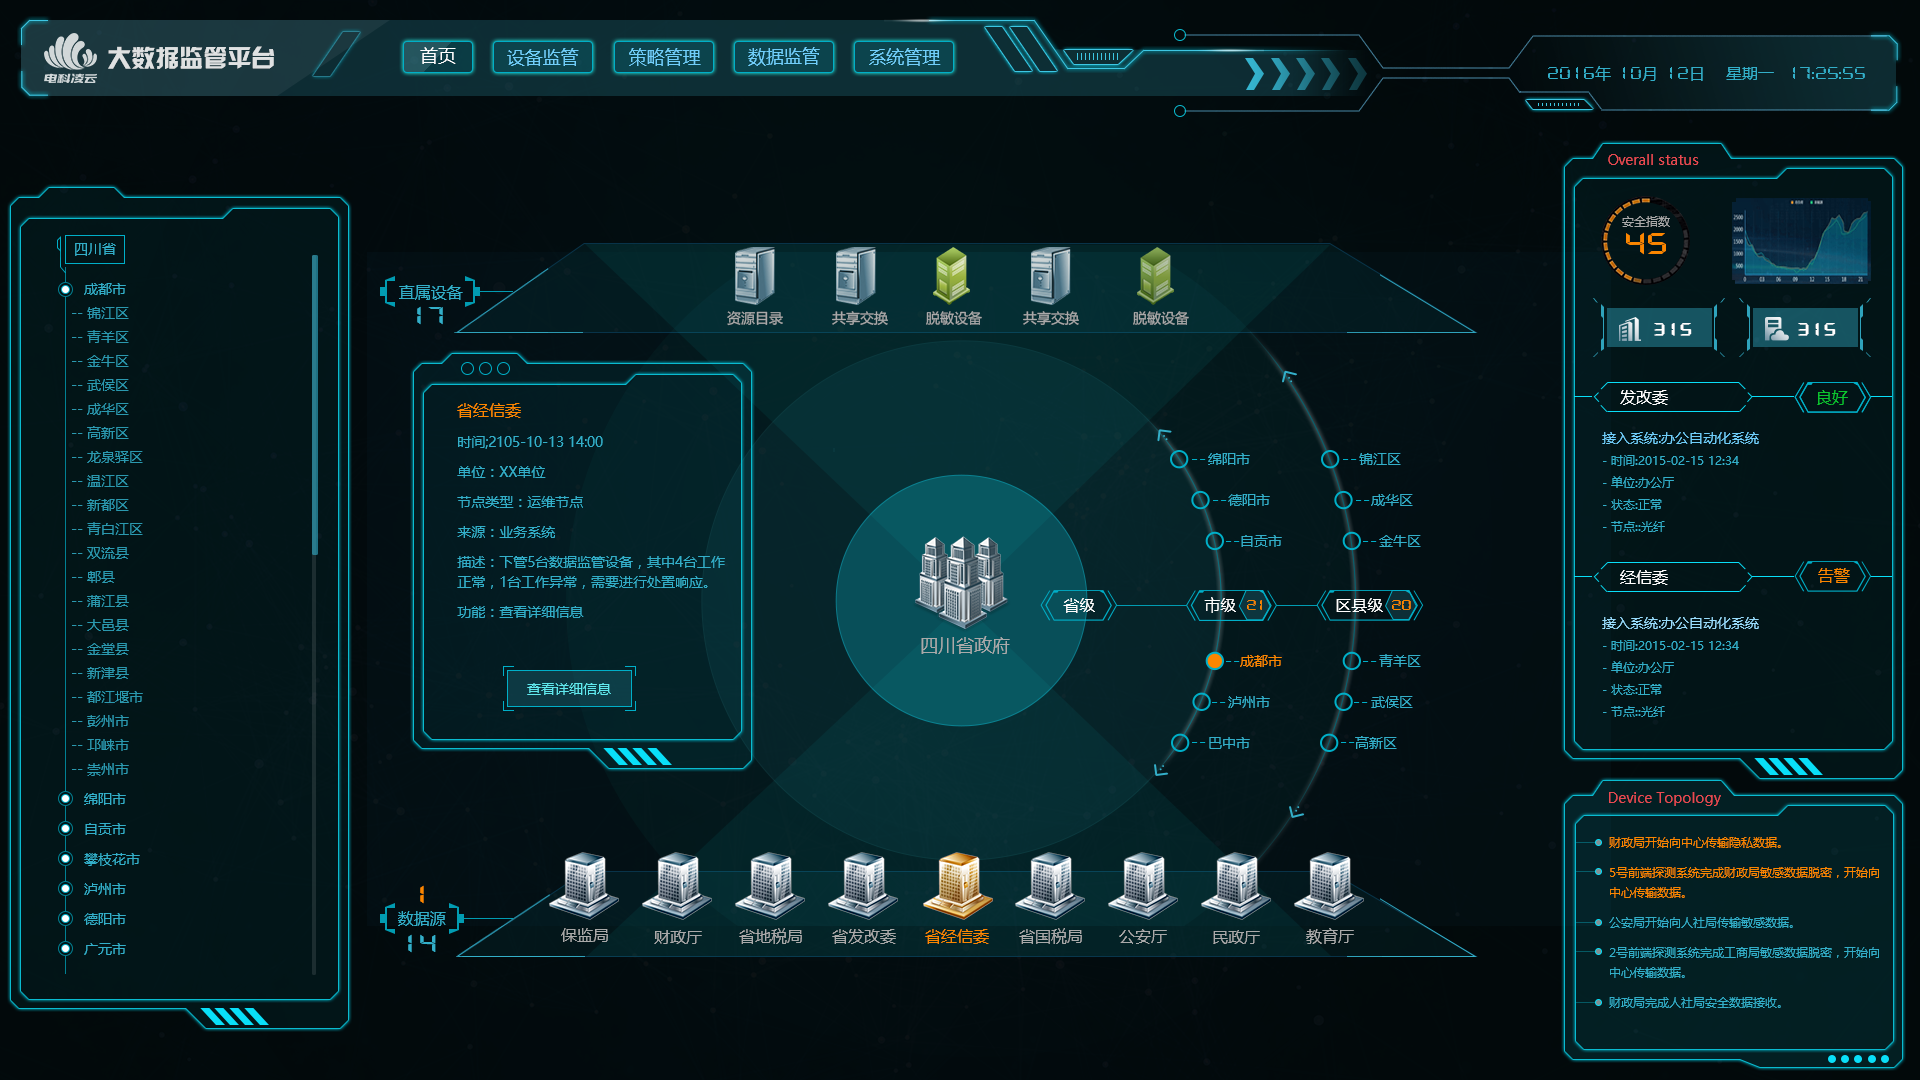 电科凌云
大数据监管平台
首页
设备监管
策略管理
数据监管
系统管理
2016年 10月 12日 星期一 17:25:55
四川省
成都市
-- 锦江区
-- 青羊区
-- 金牛区
-- 武侯区
-- 成华区
-- 高新区
-- 龙泉驿区
-- 温江区
-- 新都区
-- 青白江区
-- 双流县
-- 郫县
-- 蒲江县
-- 大邑县
-- 金堂县
-- 新津县
-- 都江堰市
-- 彭州市
-- 邛崃市
-- 崇州市
绵阳市
自贡市
攀枝花市
泸州市
德阳市
广元市
直属设备
17
资源目录
共享交换
脱敏设备
共享交换
脱敏设备
省经信委
时间;2105-10-13 14:00
单位：XX单位
节点类型：运维节点
来源：业务系统
描述：下管5台数据监管设备，其中4台工作
正常，1台工作异常，需要进行处置响应。
功能：查看详细信息
查看详细信息
四川省政府
省级
市级 21
区县级 20
--绵阳市
--德阳市
--自贡市
--成都市
--泸州市
--巴中市
--锦江区
--成华区
--金牛区
--青羊区
--武侯区
--高新区
1
数据源
14
保监局
财政厅
省地税局
省发改委
省经信委
省国税局
公安厅
民政厅
教育厅
Overall status
安全指数
45
315
315
发改委
良好
接入系统:办公自动化系统
- 时间:2015-02-15 12:34
- 单位:办公厅
- 状态:正常
- 节点::光纤
经信委
告警
接入系统:办公自动化系统
- 时间:2015-02-15 12:34
- 单位:办公厅
- 状态:正常
- 节点::光纤
Device Topology
财政局开始向中心传输隐私数据。
5号前端探测系统完成财政局敏感数据脱密，开始向
中心传输数据。
公安局开始向人社局传输敏感数据。
2号前端探测系统完成工商局敏感数据脱密，开始向
中心传输数据。
财政局完成人社局安全数据接收。